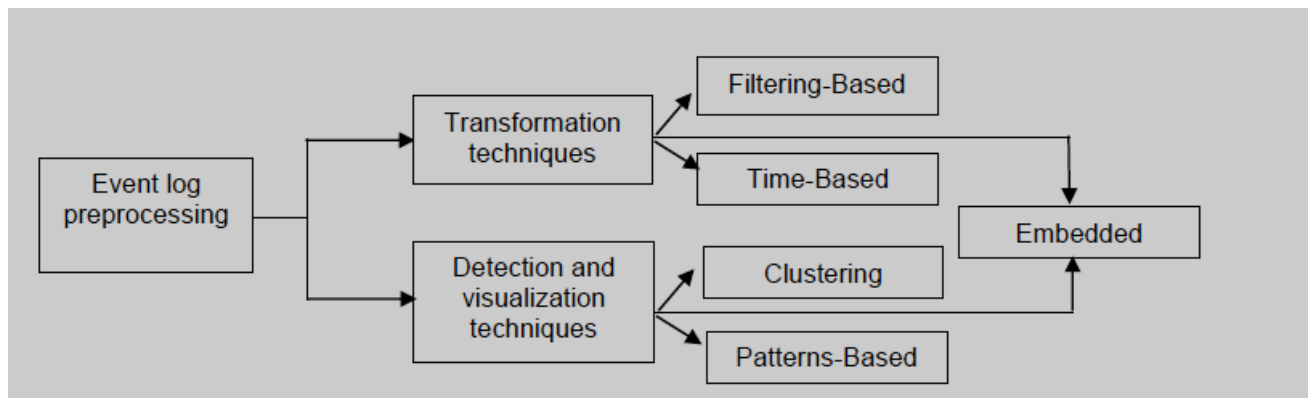 Event log
preprocessing
Transformation
techniques
Filtering-Based
Time-Based
Detection and
visualization
techniques
Clustering
Patterns-Based
Embedded